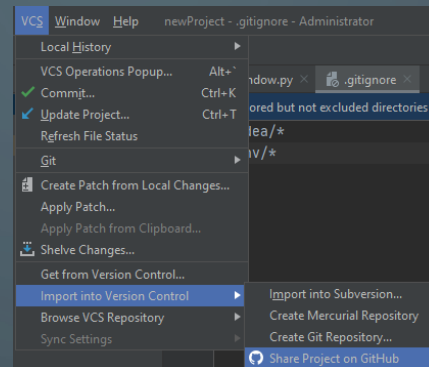 VCS Window Help newProject - .gitignore - Administrator
Local History
VCS Operations Popup... Alt+`
Commit... Ctrl+K
Update Project... Ctrl+T
Refresh File Status
Git
Create Patch from Local Changes...
Apply Patch...
Apply Patch from Clipboard...
Shelve Changes...
Get from Version Control...
Import into Version Control
Browse VCS Repository
Sync Settings
ndow.py .gitignore
ored but not excluded directories
dea/*
nv/*
Import into Subversion...
Create Mercurial Repository
Create Git Repository...
Share Project on GitHub